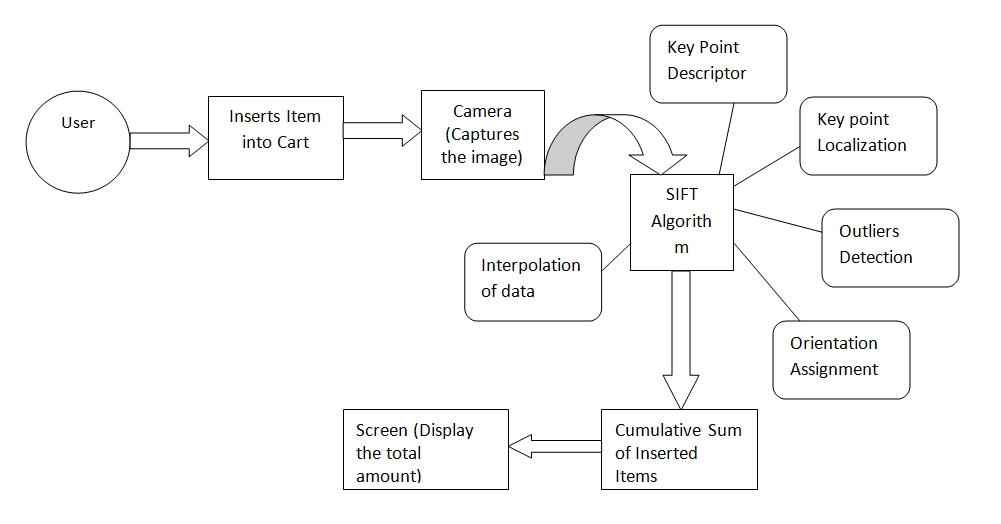 User
Inserts Item
into Cart
Camera
(Captures
the image)
Key Point
Descriptor
Key point
Localization
SIFT
Algorith
m
Outliers
Detection
Interpolation
of data
Orientation
Assignment
Screen (Display
the total
amount)
Cumulative Sum
of Inserted
Items